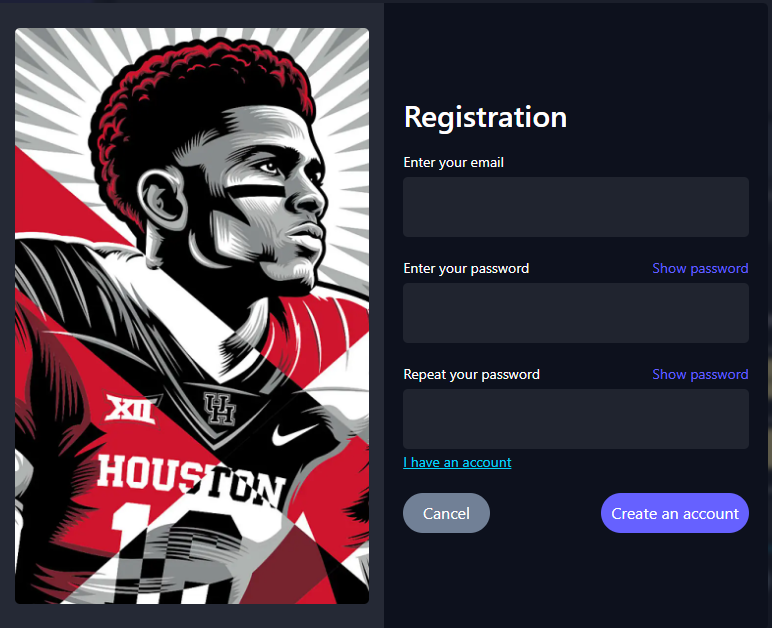 XII
UH
HOUSTON
Registration
Enter your email
Enter your password Show password
Repeat your password Show password
I have an account
Cancel Create an account